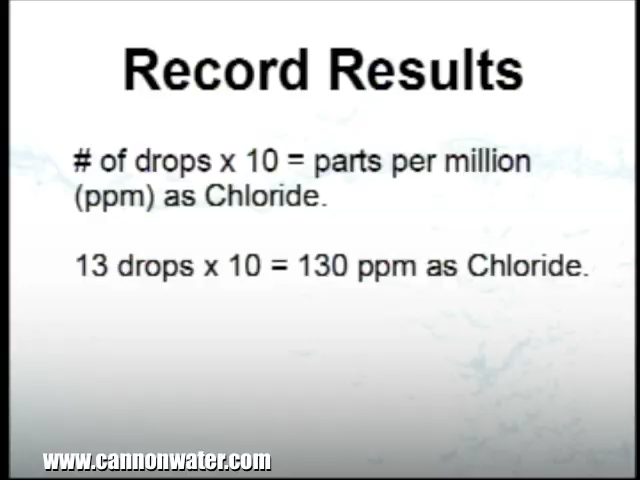 Record Results
# of drops x 10 = parts per million
(ppm) as Chloride.
13 drops x 10 = 130 ppm as Chloride.
www.cannonwater.com